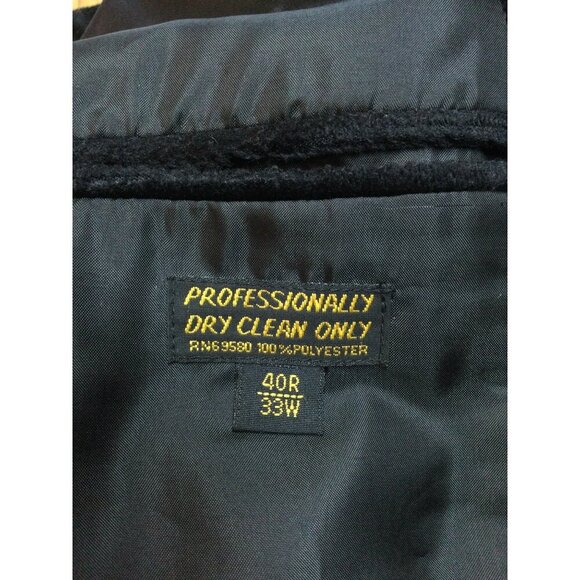 PROFESSIONALLY
DRY CLEAN ONLY
RN69580 100%POLYESTER
40R
33W